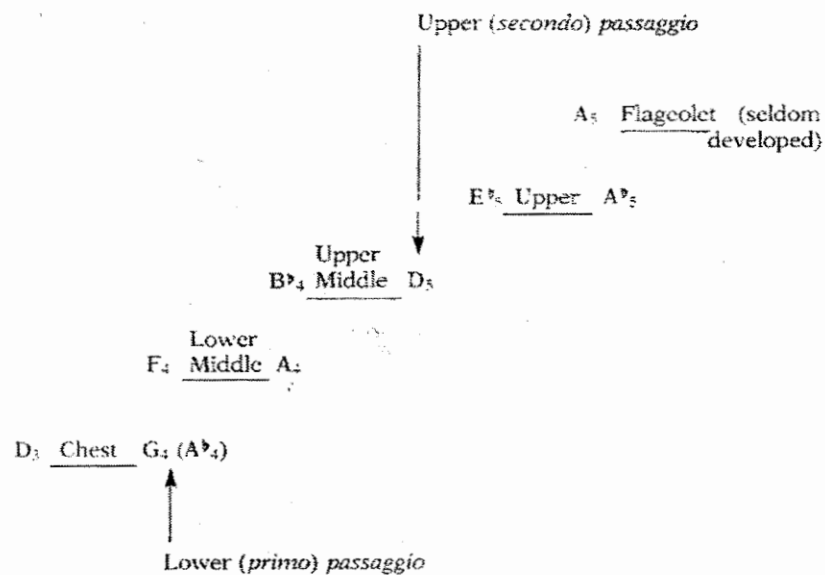 Upper (secondo) passaggio
A₅ Flageolet (seldom
developed)
E♭₅ Upper A♭₅
Upper
B♭₄ Middle D₅
Lower
F₄ Middle A₄
D₃ Chest G₄ (A♭₄)
Lower (primo) passaggio